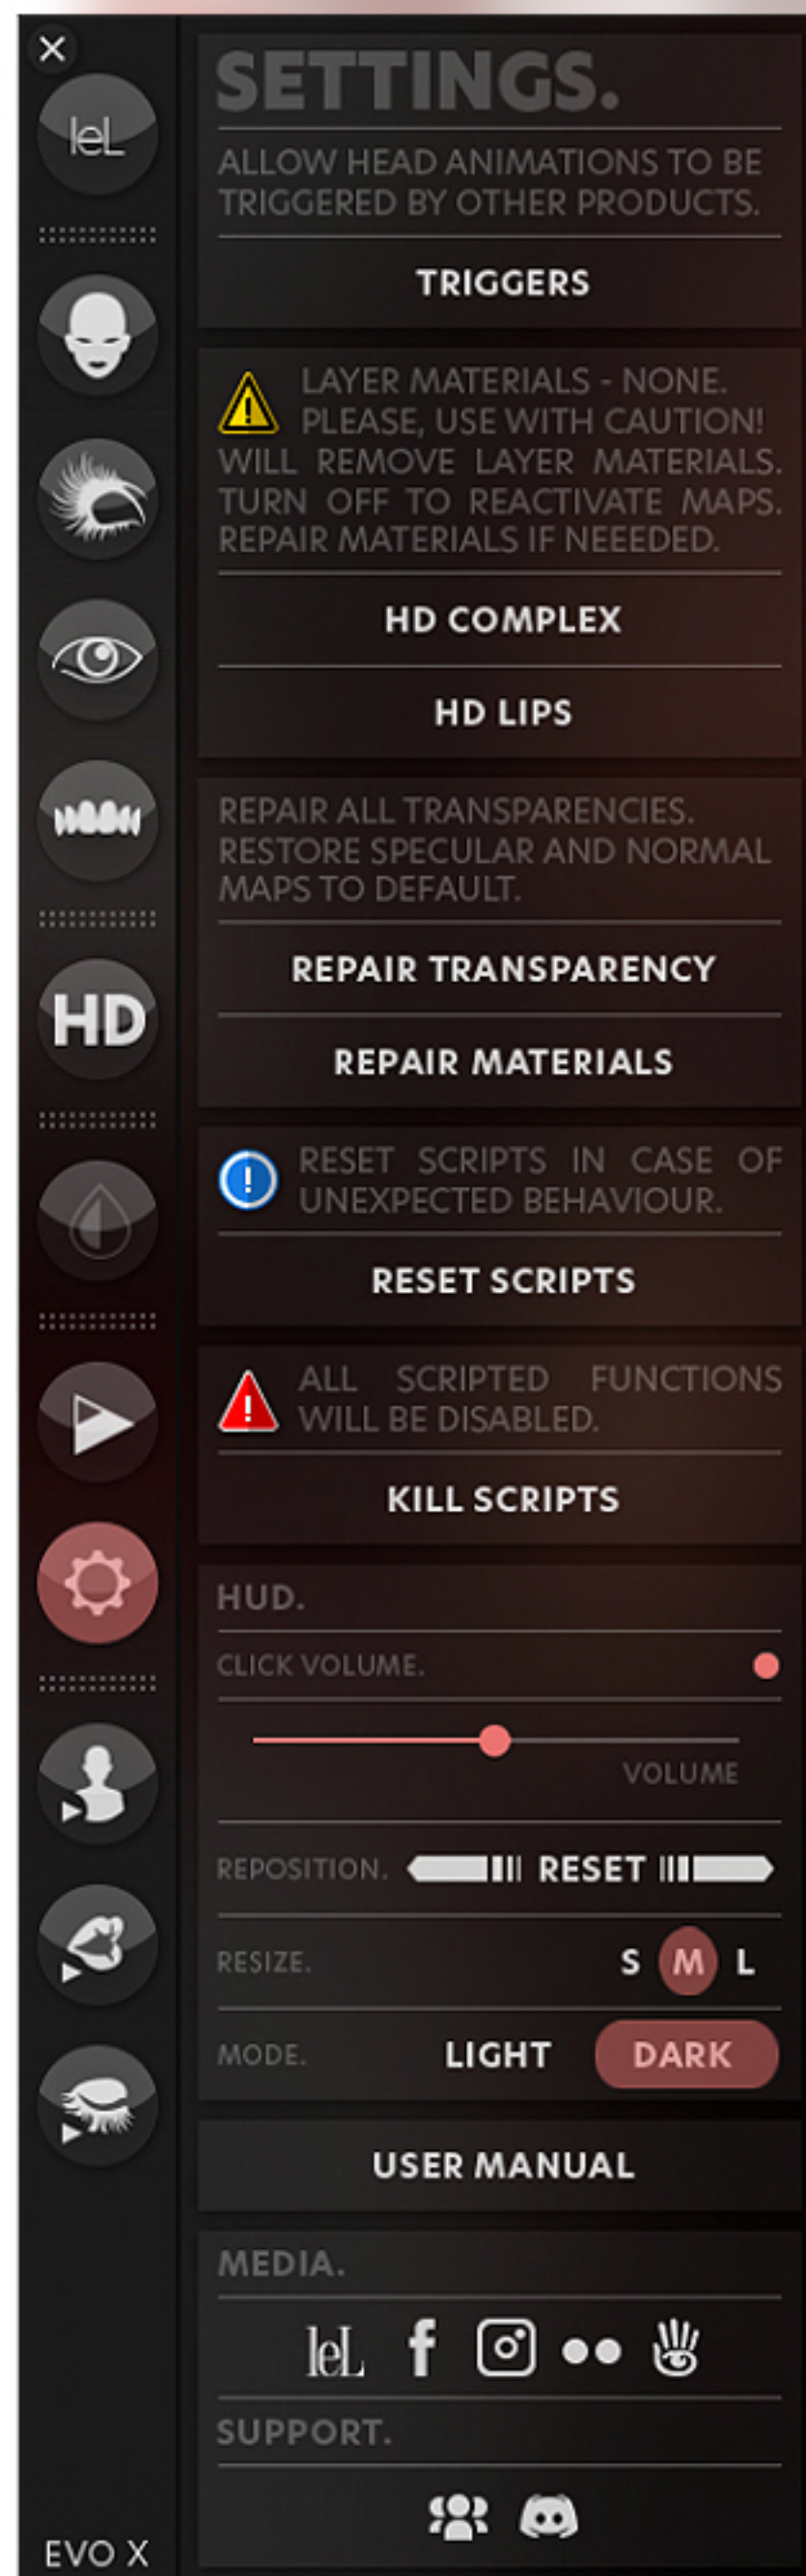 leL
SETTINGS.
ALLOW HEAD ANIMATIONS TO BE
TRIGGERED BY OTHER PRODUCTS.
TRIGGERS
LAYER MATERIALS - NONE.
PLEASE, USE WITH CAUTION!
WILL REMOVE LAYER MATERIALS.
TURN OFF TO REACTIVATE MAPS.
REPAIR MATERIALS IF NEEEDED.
HD COMPLEX
HD LIPS
REPAIR ALL TRANSPARENCIES.
RESTORE SPECULAR AND NORMAL
MAPS TO DEFAULT.
REPAIR TRANSPARENCY
HD
REPAIR MATERIALS
RESET SCRIPTS IN CASE OF
UNEXPECTED BEHAVIOUR.
RESET SCRIPTS
ALL SCRIPTED FUNCTIONS
WILL BE DISABLED.
KILL SCRIPTS
HUD.
CLICK VOLUME.
VOLUME
REPOSITION. RESET
RESIZE. S M L
MODE. LIGHT DARK
USER MANUAL
MEDIA.
leL f
SUPPORT.
EVO X